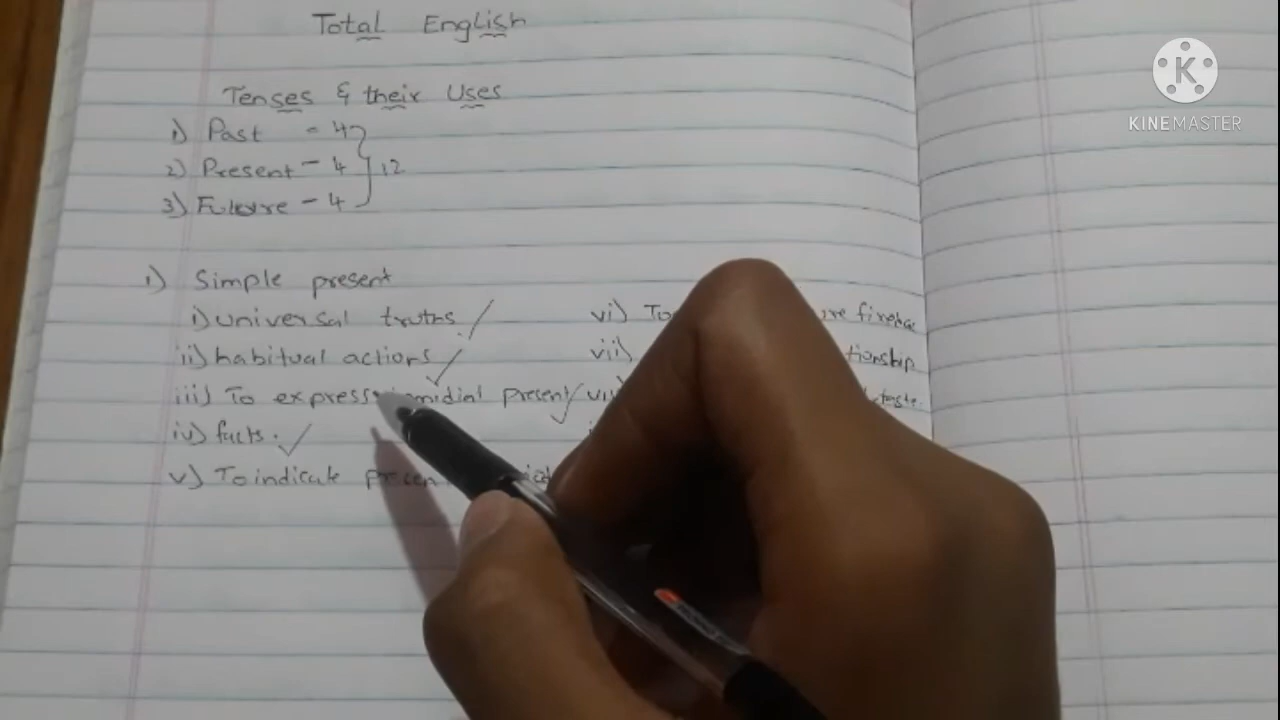 Total English
Tenses & their Uses
1) Past - 4
2) Present - 4
3) Future - 4
12
1) Simple present
i) universal truths
ii) habitual actions
iii) To express present
iv) facts.
v) To indicate
vi) To
vii)
KINEMASTER